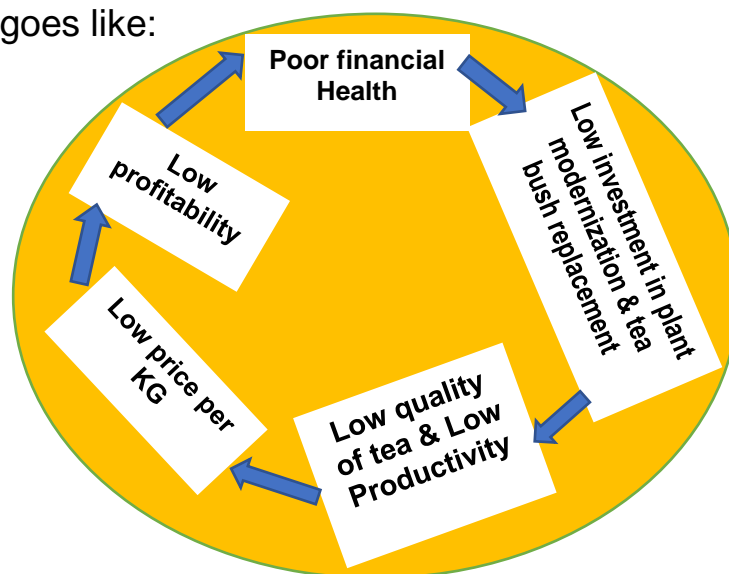 goes like:
Poor financial
Health
Low investment in plant
modernization & tea
bush replacement
Low quality
of tea & Low
Productivity
Low price per
KG
Low
profitability